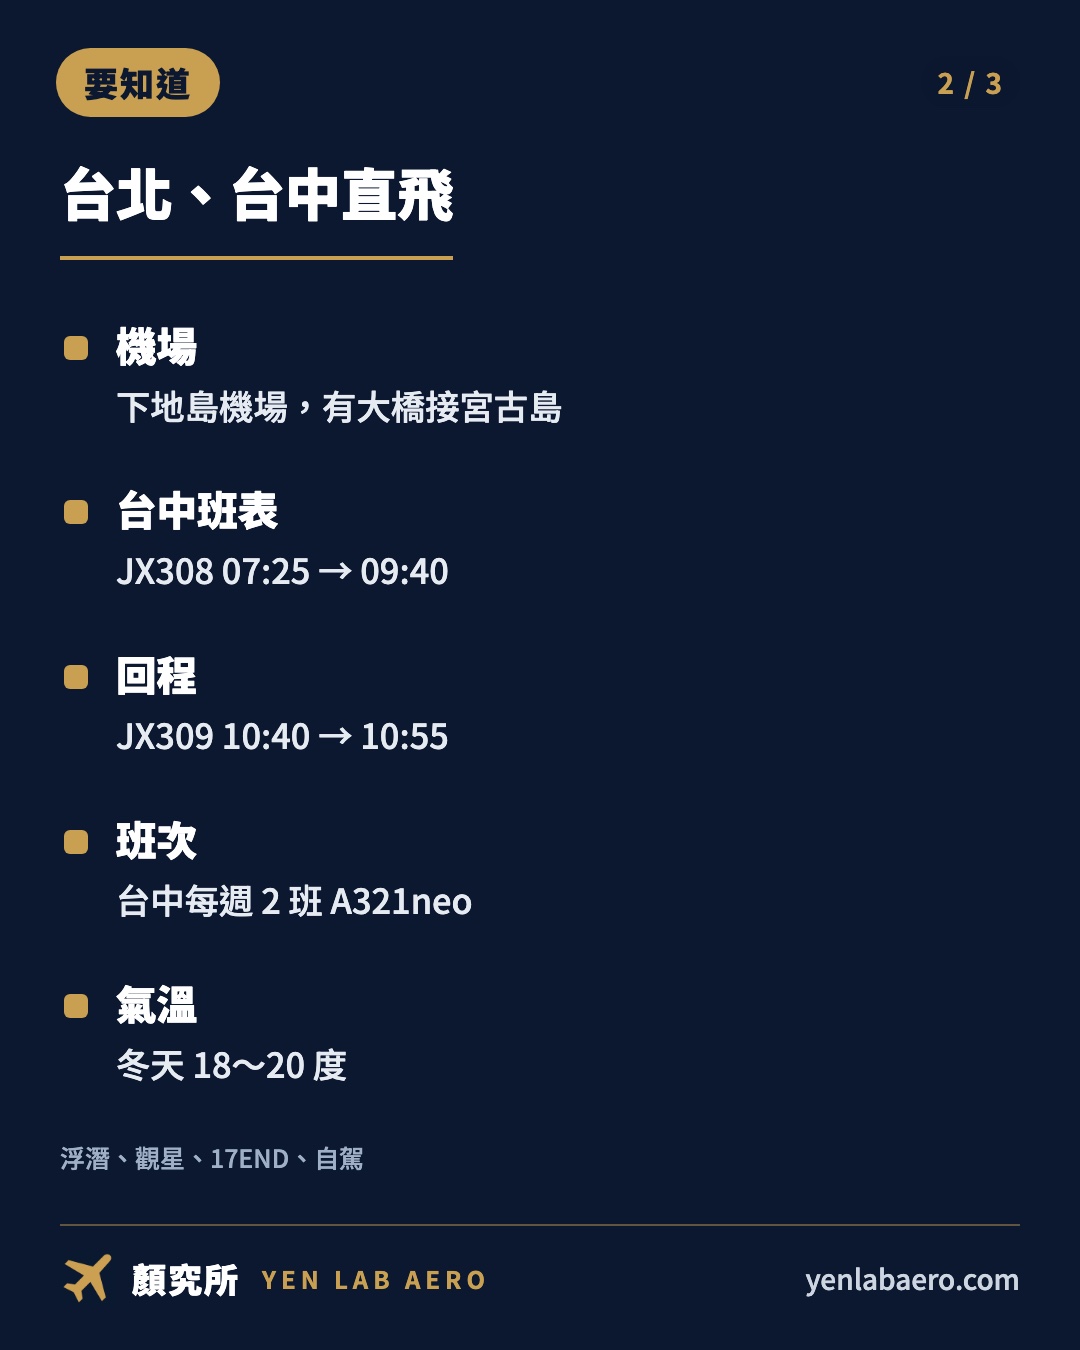 要知道
2 / 3
台北、台中直飛
機場
下地島機場，有大橋接宮古島
台中班表
JX308 07:25 → 09:40
回程
JX309 10:40 → 10:55
班次
台中每週 2 班 A321neo
氣溫
冬天 18～20 度
浮潛、觀星、17END、自駕
顏究所 YEN LAB AERO
yenlabaero.com